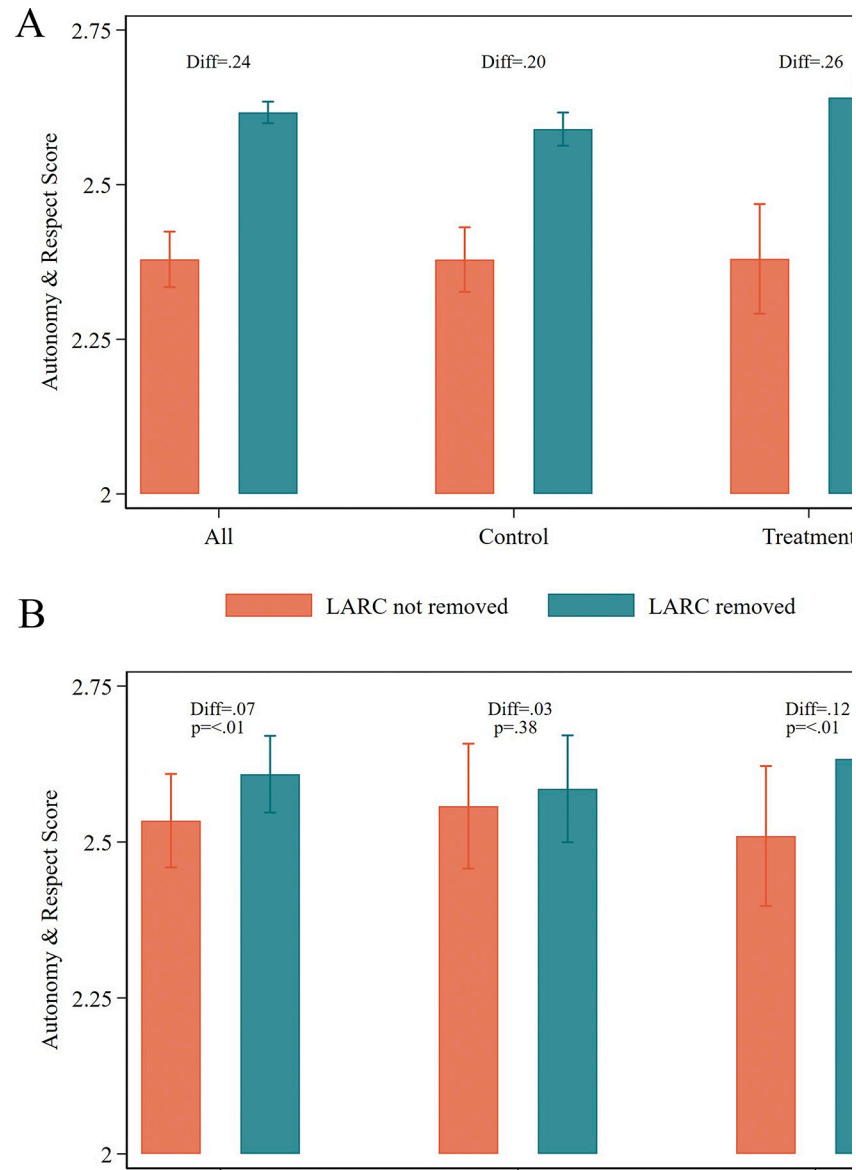 A
2.75
Diff=.24
Diff=.20
Diff=.26
2.5
2.25
2
Autonomy & Respect Score
All
Control
Treatment
LARC not removed
LARC removed
B
2.75
Diff=.07
p=<.01
Diff=.03
p=.38
Diff=.12
p=<.01
2.5
2.25
2
Autonomy & Respect Score